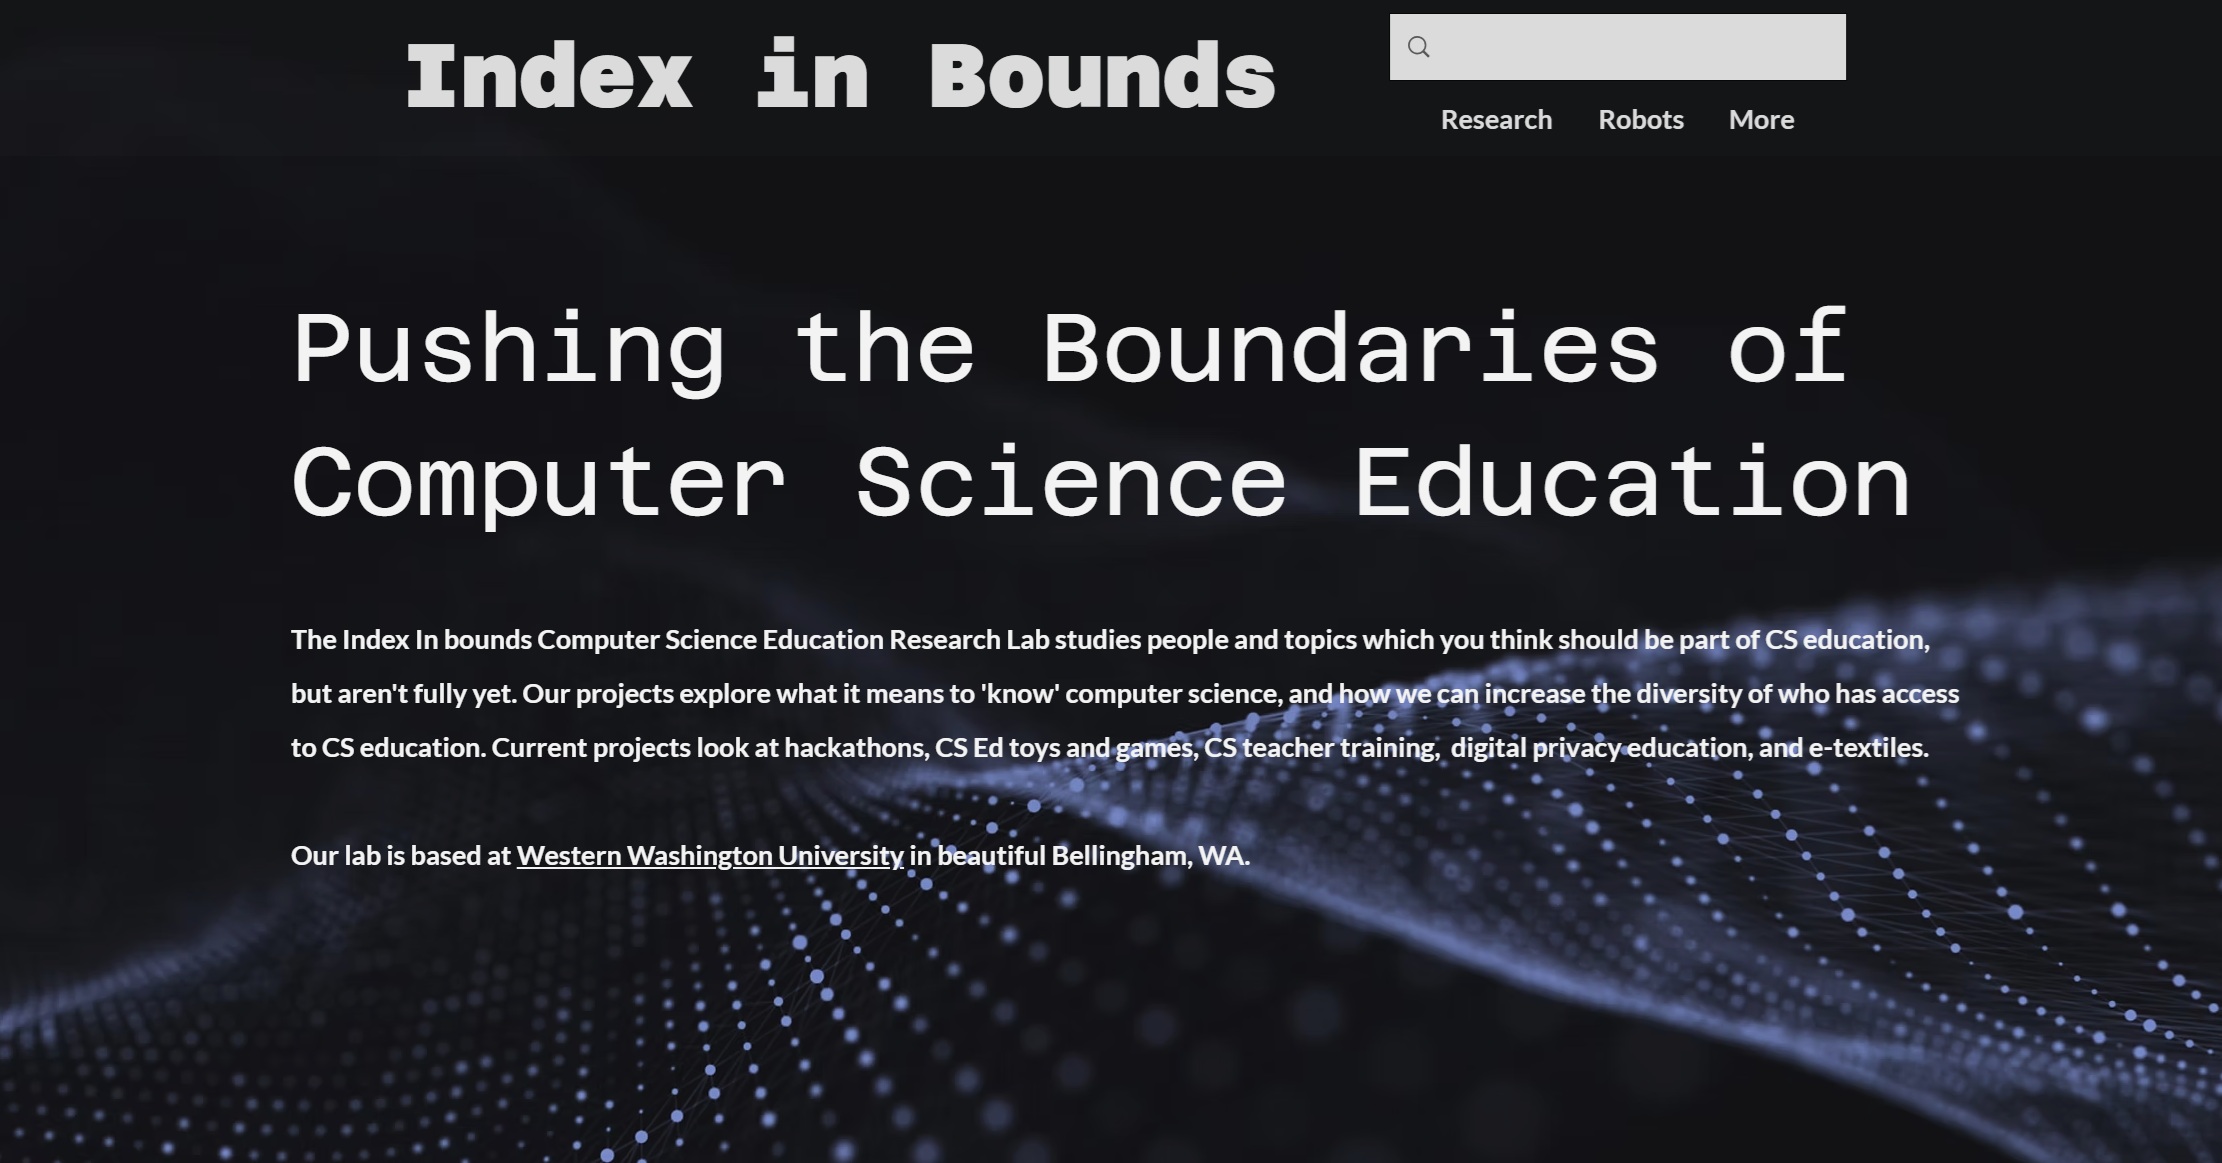 Index in Bounds
Research Robots More
Pushing the Boundaries of
Computer Science Education
The Index In bounds Computer Science Education Research Lab studies people and topics which you think should be part of CS education,
but aren't fully yet. Our projects explore what it means to 'know' computer science, and how we can increase the diversity of who has access
to CS education. Current projects look at hackathons, CS Ed toys and games, CS teacher training,  digital privacy education, and e-textiles.
Our lab is based at Western Washington University in beautiful Bellingham, WA.